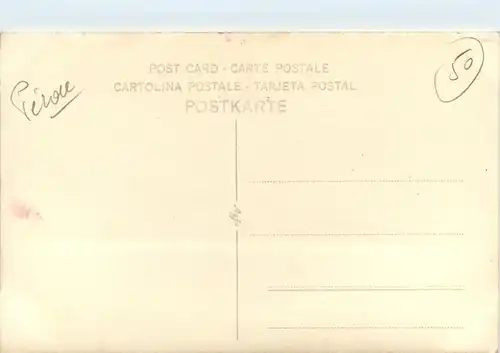 POST CARD - CARTE POSTALE
CARTOLINA POSTALE - TARJETA POSTAL
POSTKARTE
Pérou
50